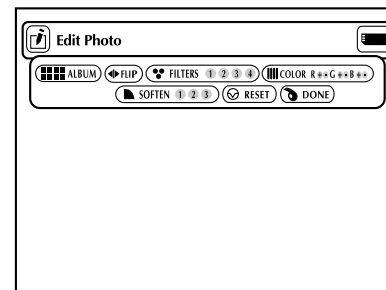 Edit Photo
ALBUM FLIP FILTERS 1 2 3 4 COLOR R G B
SOFTEN 1 2 3 RESET DONE